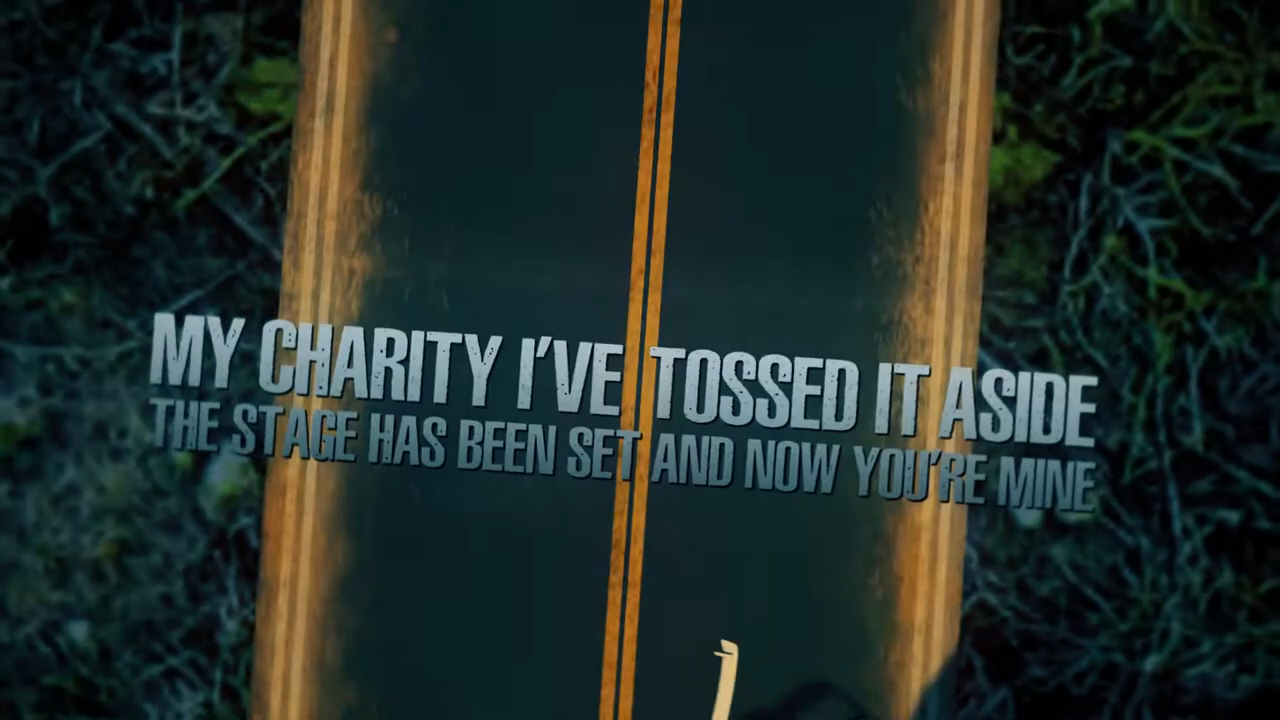 MY CHARITY I'VE TOSSED IT ASIDE
THE STAGE HAS BEEN SET AND NOW YOU'RE MINE